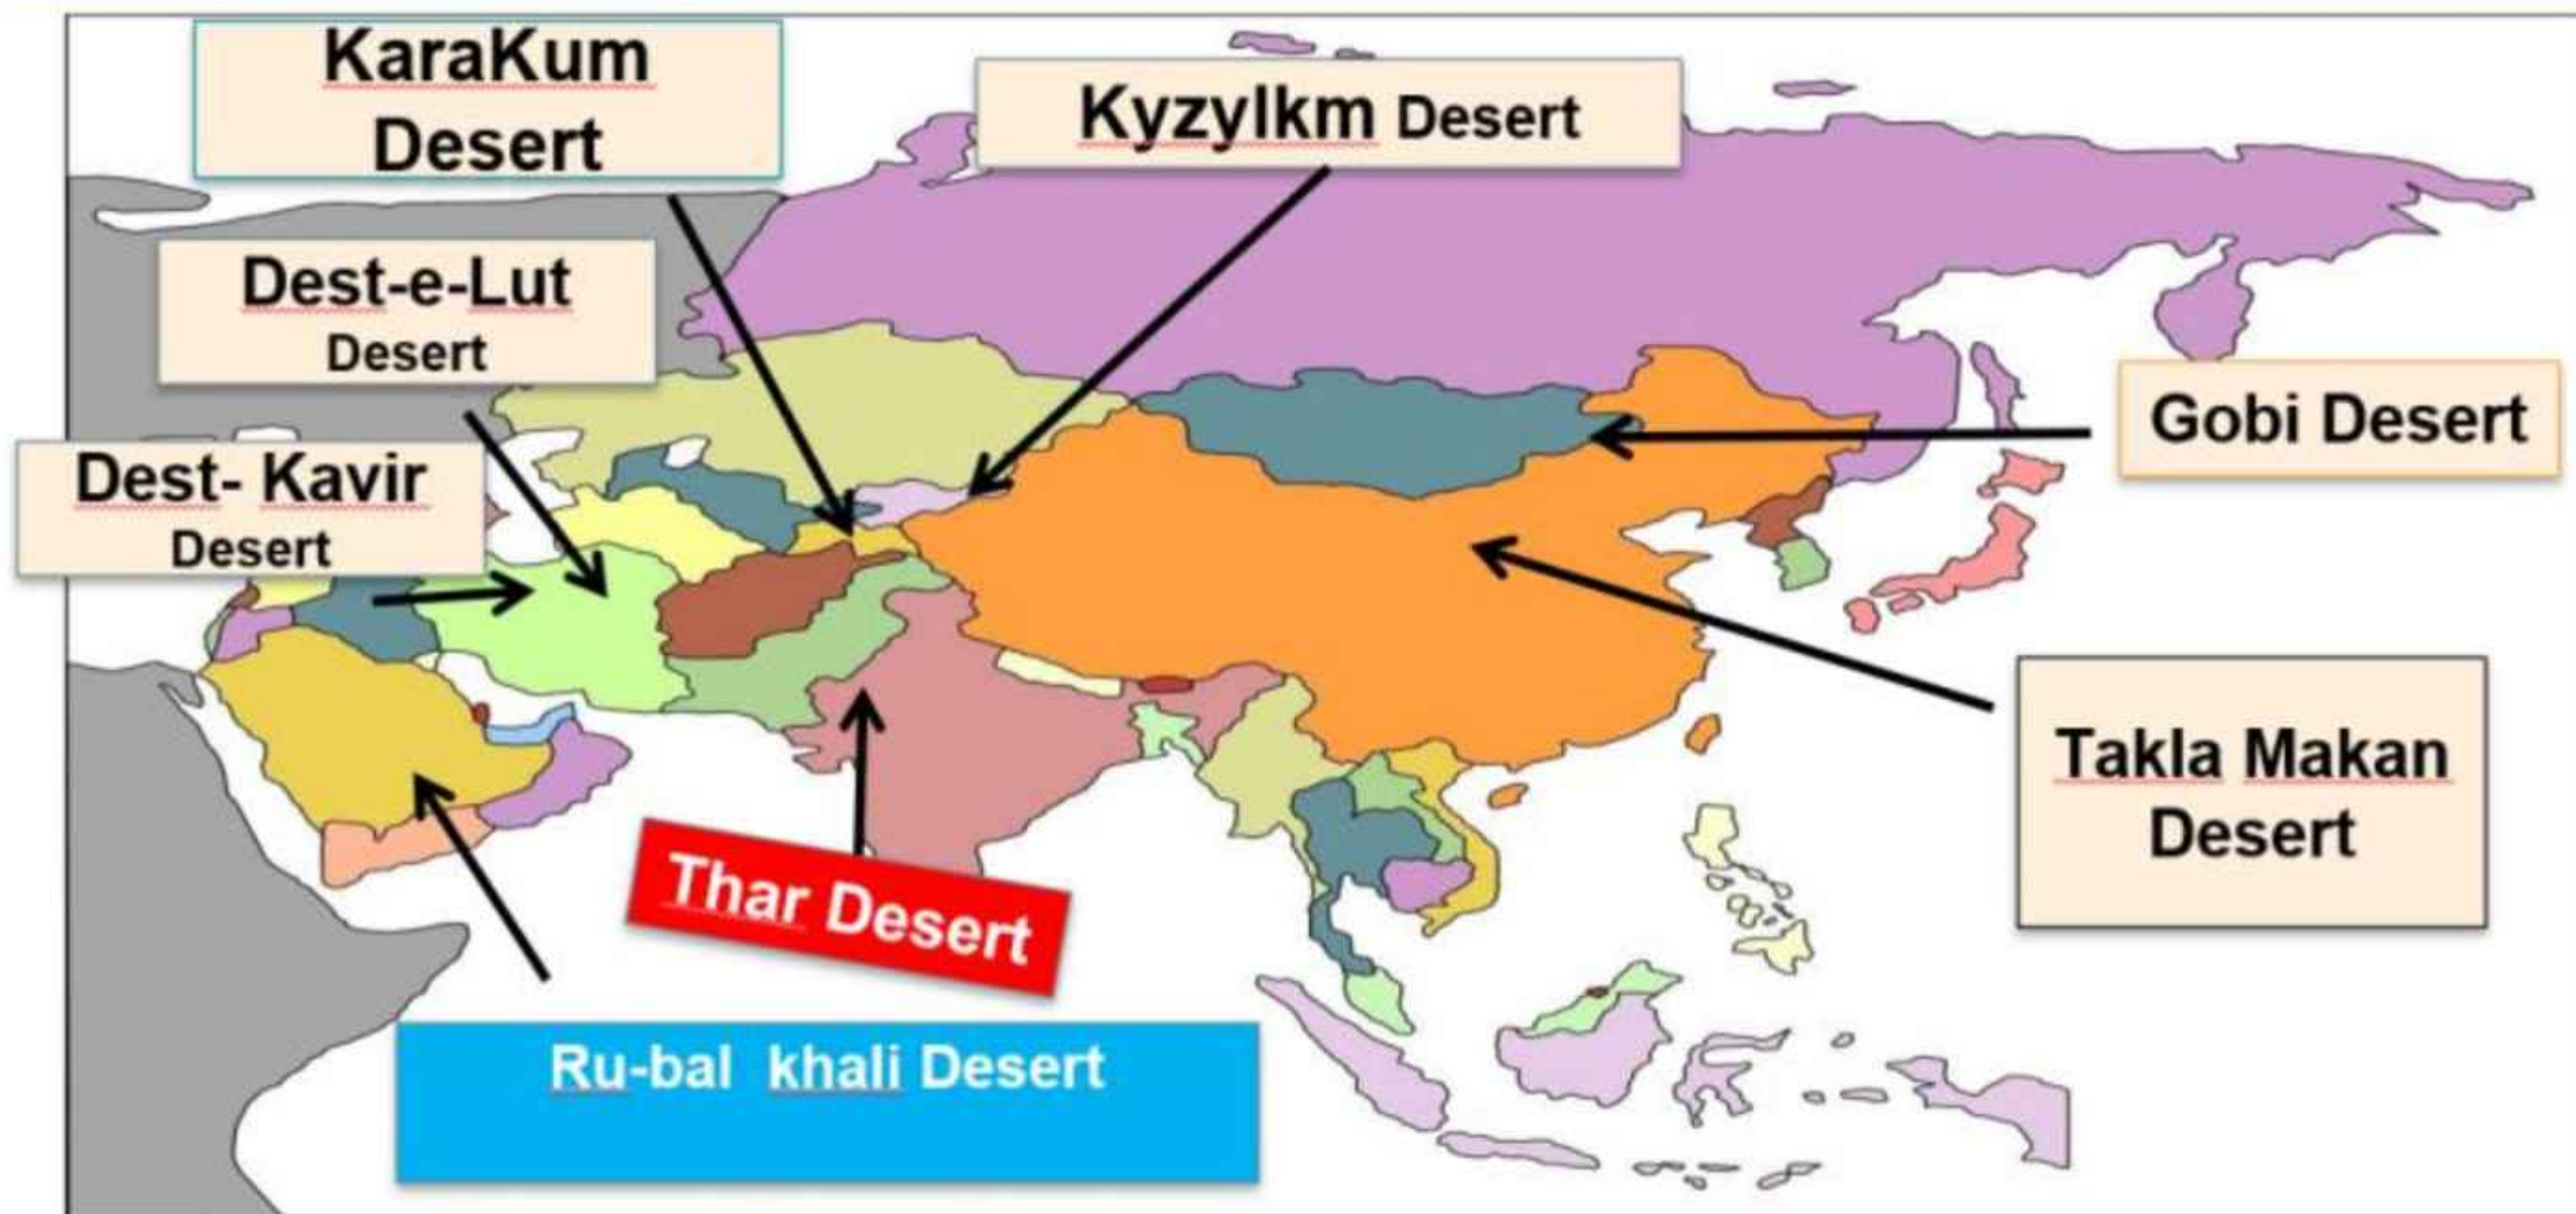 KaraKum
Desert
Kyzylkm Desert
Dest-e-Lut
Desert
Gobi Desert
Dest- Kavir
Desert
Takla Makan
Desert
Thar Desert
Ru-bal  khali Desert